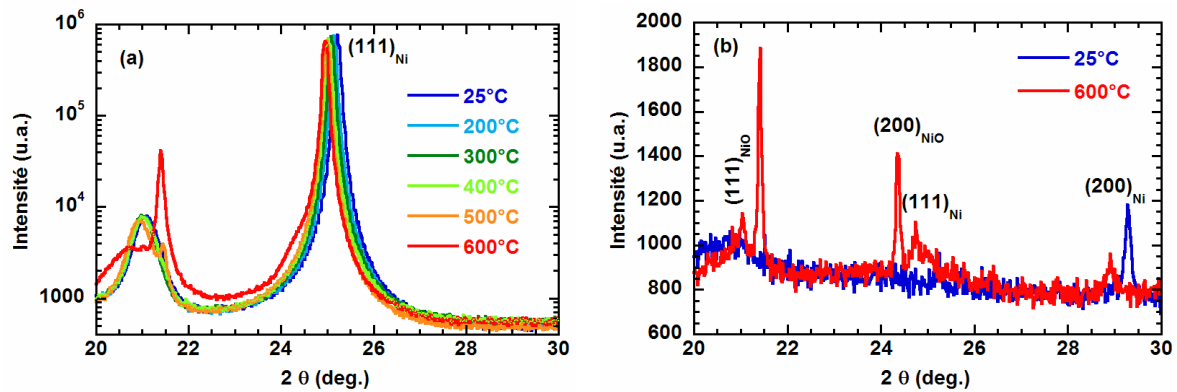 (a)
(111)Ni
25°C
200°C
300°C
400°C
500°C
600°C
10⁶
10⁵
10⁴
1000
Intensité (u.a.)
20 22 24 26 28 30
2 θ (deg.)
(b)
25°C
600°C
(111)NiO
(200)NiO
(111)Ni
(200)Ni
2000
1800
1600
1400
1200
1000
800
600
Intensité (u.a.)
20 22 24 26 28 30
2 θ (deg.)